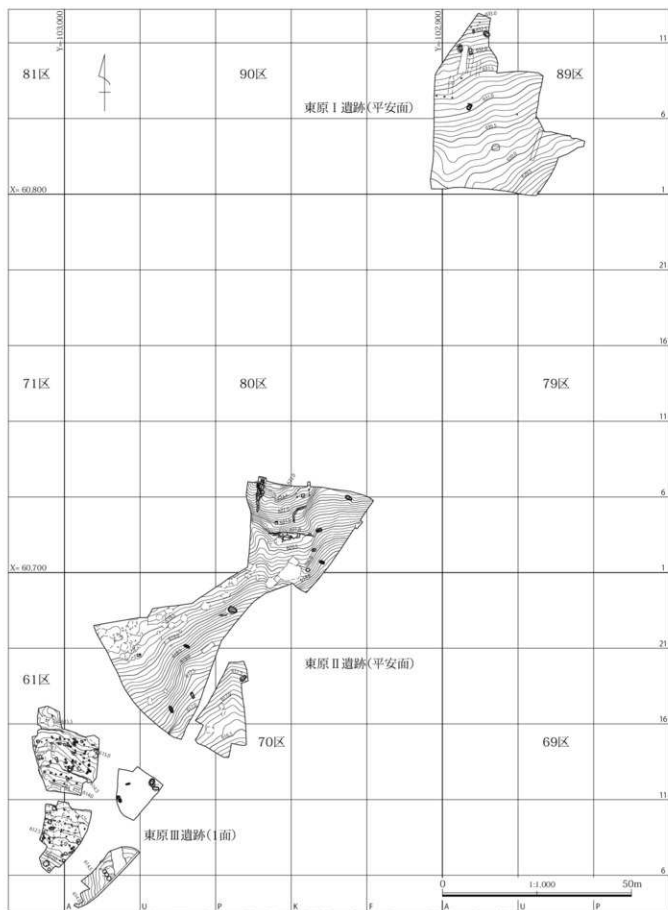 Y=-103,000
Y=-102,900
11
81区
90区
89区
東原Ⅰ遺跡(平安面)
6
X= 60,800
1
21
16
71区
80区
79区
11
6
X= 60,700
1
21
61区
東原Ⅱ遺跡(平安面)
16
70区
69区
11
東原Ⅲ遺跡(1面)
6
0
1:1,000
50m
A
U
P
K
F
A
U
P